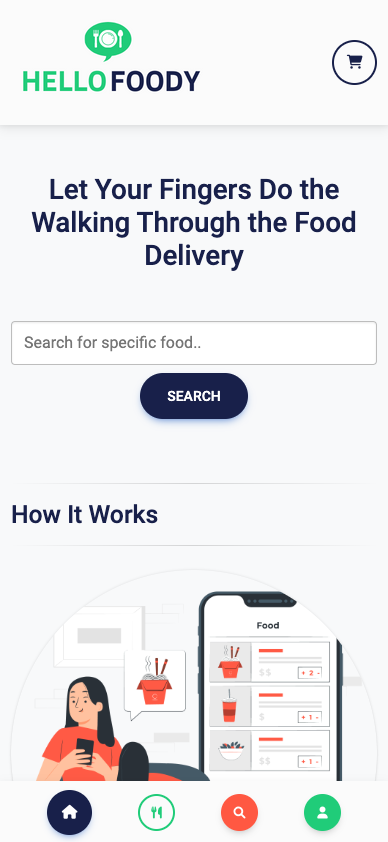 HELLO FOODY
Let Your Fingers Do the
Walking Through the Food
Delivery
Search for specific food..
SEARCH
How It Works
Food
$$
+ 2 -
$
+ 1 -
$$
+ 1 -